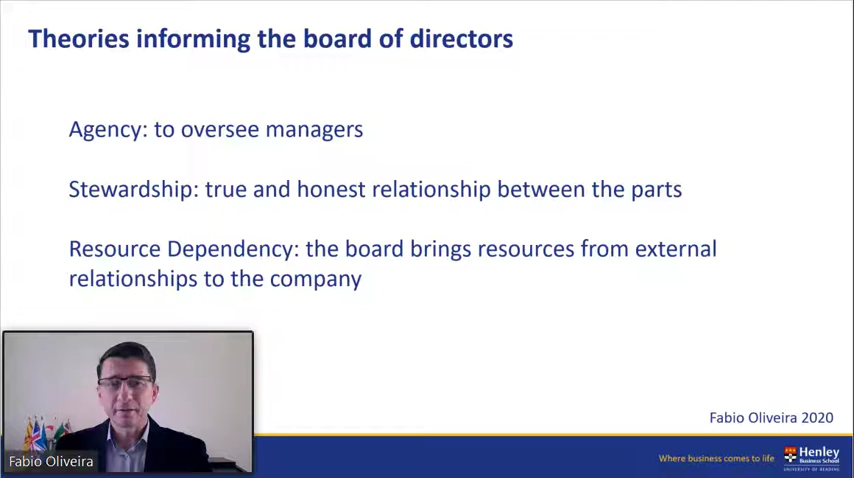 Theories informing the board of directors
Agency: to oversee managers
Stewardship: true and honest relationship between the parts
Resource Dependency: the board brings resources from external
relationships to the company
Fabio Oliveira 2020
Fabio Oliveira
Where business comes to life
Henley
Business School
UNIVERSITY OF READING